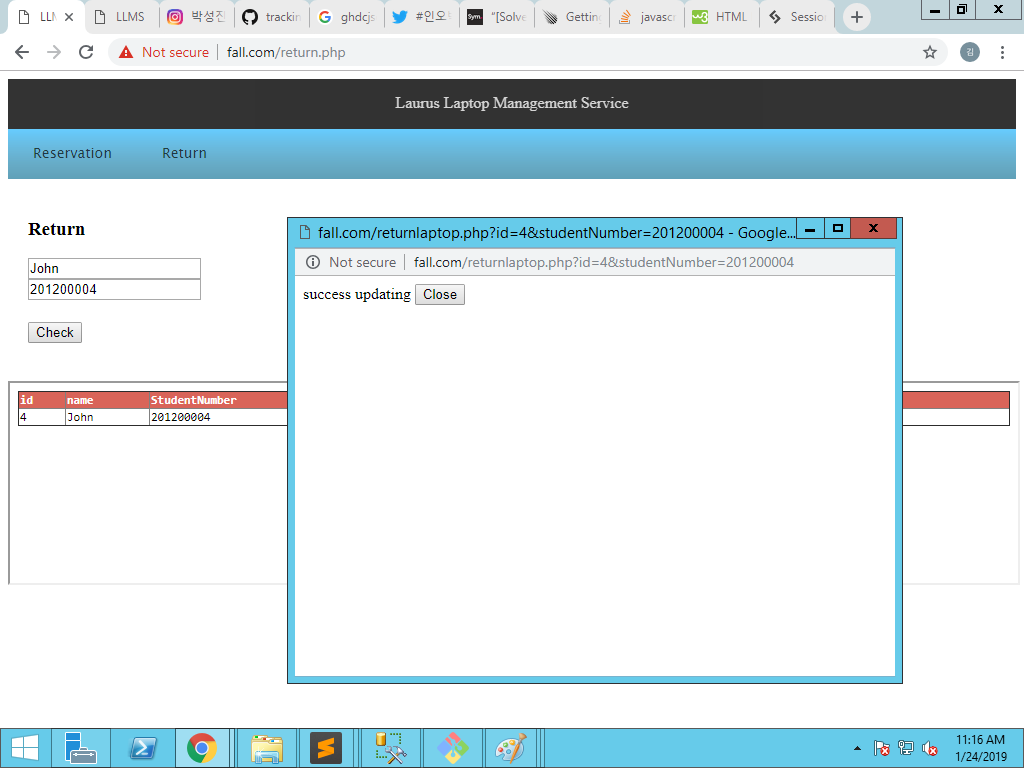 LLM
LLMS
박성진
trackin
ghdcjs
#인오
Sym.
"[Solve
Getting
javascr
w3
HTML
Sessio
Not secure
fall.com/return.php
김
Laurus Laptop Management Service
Reservation
Return
Return
John
201200004
Check
id name StudentNumber
4 John 201200004
fall.com/returnlaptop.php?id=4&studentNumber=201200004 - Google...
Not secure
fall.com/returnlaptop.php?id=4&studentNumber=201200004
success updating Close
11:16 AM
1/24/2019